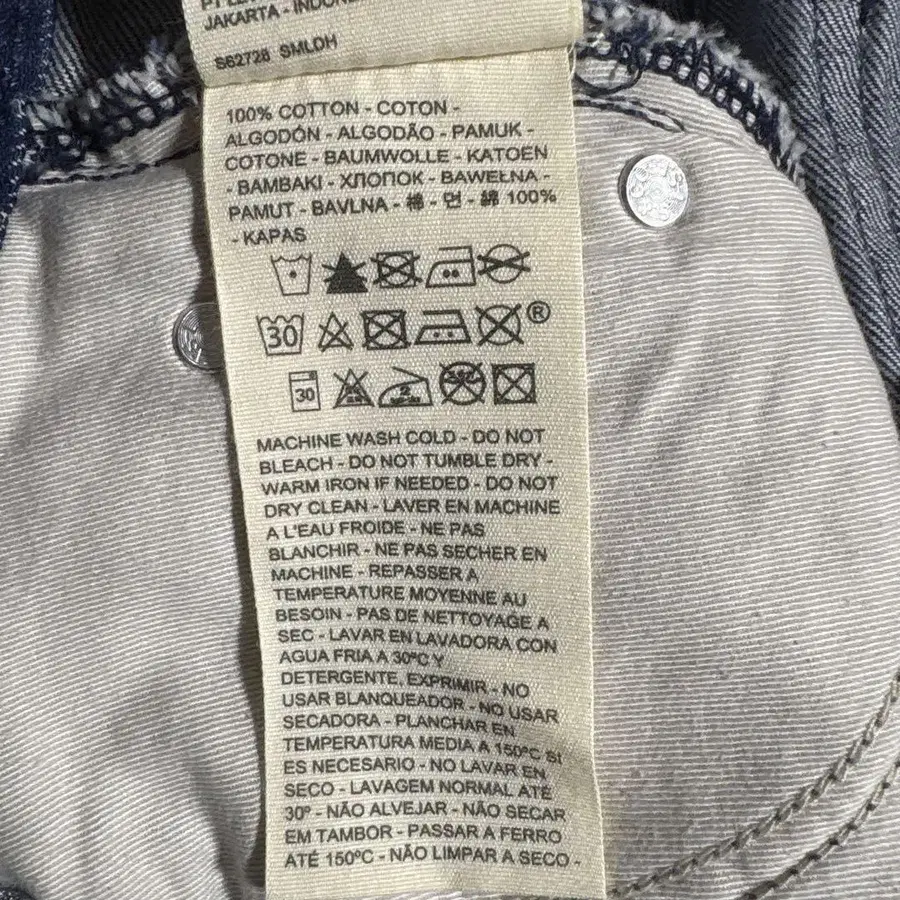 JAKARTA - INDONE
S62728 SMLDH
100% COTTON - COTON -
ALGODÓN - ALGODÃO - PAMUK -
COTONE - BAUMWOLLE - KATOEN
- BAMBAKI - ХЛОПОК - BAWEŁNA -
PAMUT - BAVLNA - 棉 - 면 - 綿 100%
- KAPAS
30 ®
30
MACHINE WASH COLD - DO NOT
BLEACH - DO NOT TUMBLE DRY -
WARM IRON IF NEEDED - DO NOT
DRY CLEAN - LAVER EN MACHINE
A L'EAU FROIDE - NE PAS
BLANCHIR - NE PAS SECHER EN
MACHINE - REPASSER A
TEMPERATURE MOYENNE AU
BESOIN - PAS DE NETTOYAGE A
SEC - LAVAR EN LAVADORA CON
AGUA FRIA A 30ºC Y
DETERGENTE, EXPRIMIR - NO
USAR BLANQUEADOR - NO USAR
SECADORA - PLANCHAR EN
TEMPERATURA MEDIA A 150ºC SI
ES NECESARIO - NO LAVAR EN
SECO - LAVAGEM NORMAL ATÉ
30º - NÃO ALVEJAR - NÃO SECAR
EM TAMBOR - PASSAR A FERRO
ATÉ 150ºC - NÃO LIMPAR A SECO -